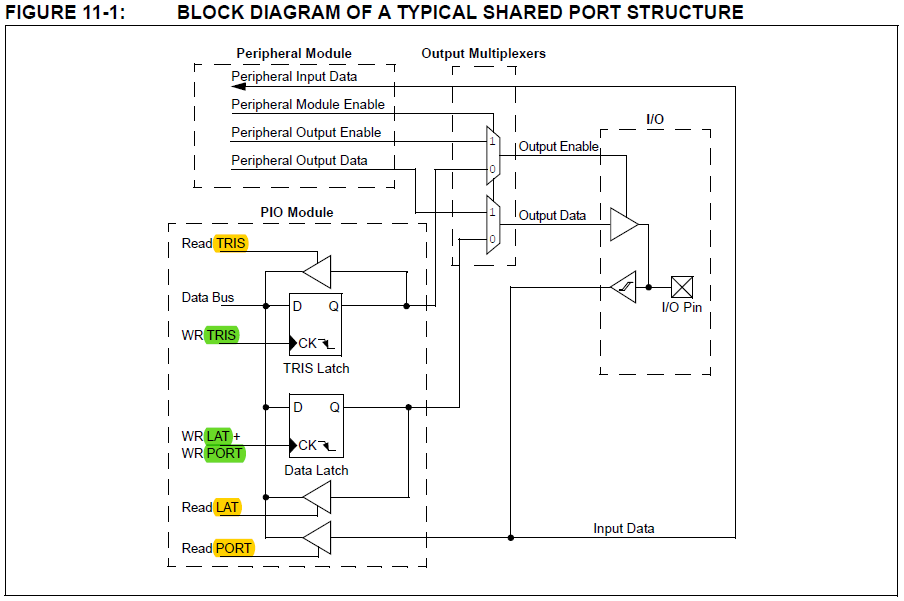 FIGURE 11-1: BLOCK DIAGRAM OF A TYPICAL SHARED PORT STRUCTURE
Peripheral Module
Output Multiplexers
Peripheral Input Data
Peripheral Module Enable
Peripheral Output Enable
Peripheral Output Data
1
0
Output Enable
1
0
Output Data
I/O
I/O Pin
PIO Module
Read TRIS
Data Bus
D Q
WR TRIS
CK
TRIS Latch
D Q
WR LAT +
WR PORT
CK
Data Latch
Read LAT
Read PORT
Input Data